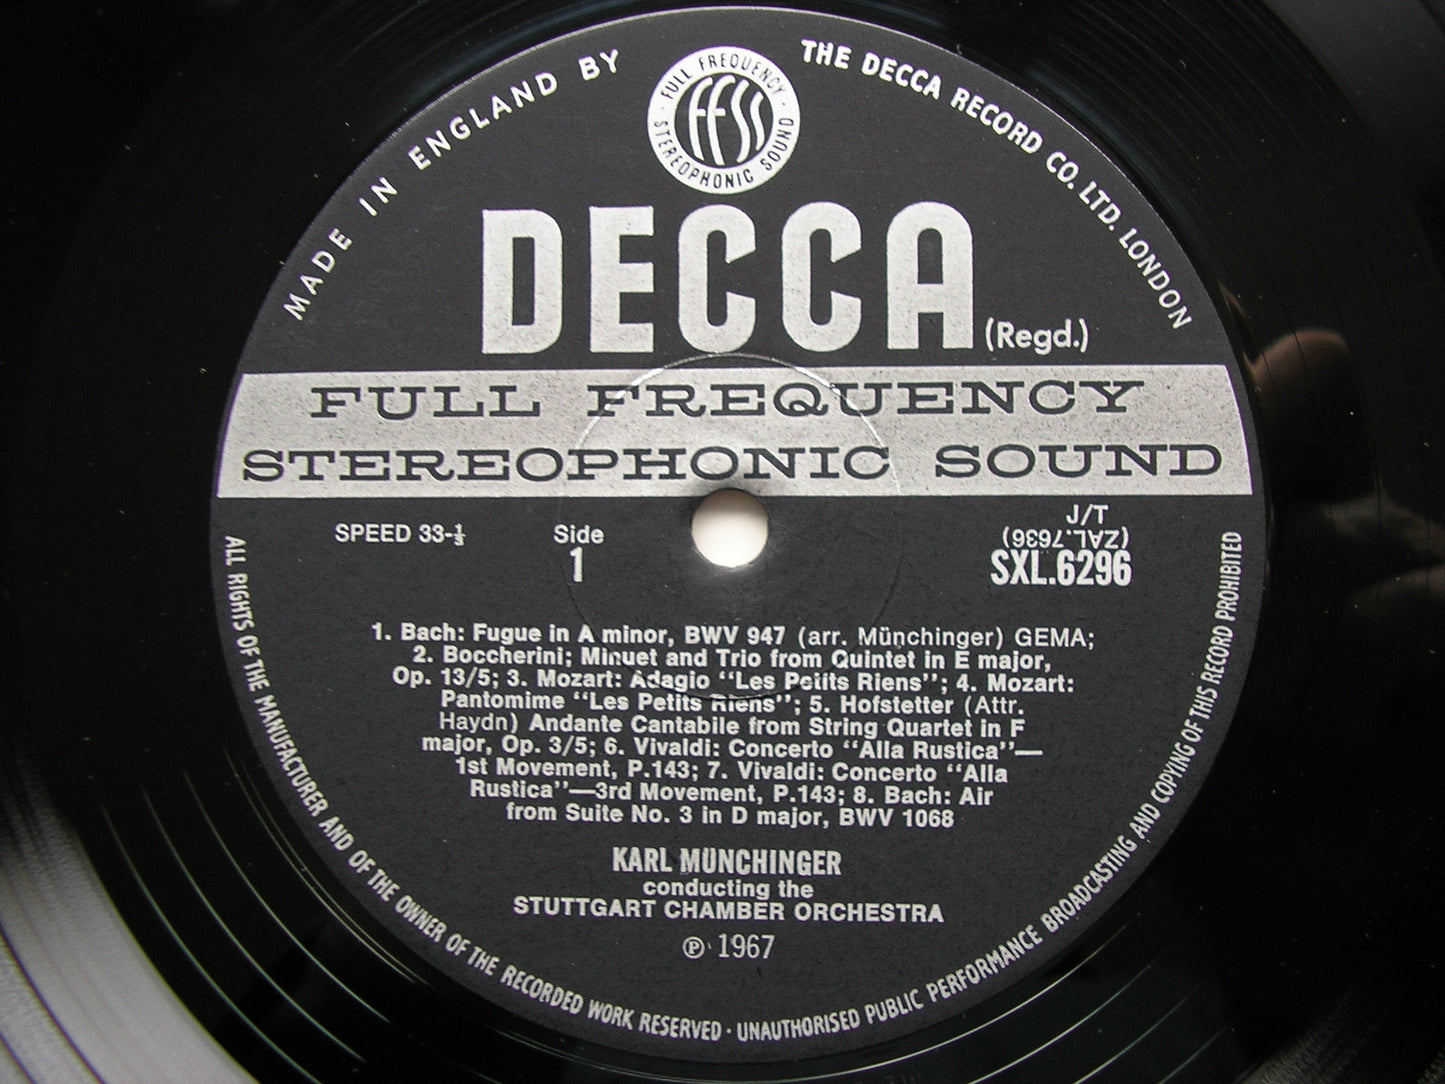 MADE IN ENGLAND BY
THE DECCA RECORD CO. LTD. LONDON
FULL FREQUENCY
ffss
STEREOPHONIC SOUND
DECCA (Regd.)
FULL FREQUENCY
STEREOPHONIC SOUND
SPEED 33-⅓
Side
1
J/T
(ZAL.7636)
SXL.6296
1. Bach: Fugue in A minor, BWV 947 (arr. Münchinger) GEMA;
2. Boccherini; Minuet and Trio from Quintet in E major,
Op. 13/5; 3. Mozart: Adagio "Les Petits Riens"; 4. Mozart:
Pantomime "Les Petits Riens"; 5. Hofstetter (Attr.
Haydn) Andante Cantabile from String Quartet in F
major, Op. 3/5; 6. Vivaldi: Concerto "Alla Rustica"—
1st Movement, P.143; 7. Vivaldi: Concerto "Alla
Rustica"—3rd Movement, P.143; 8. Bach: Air
from Suite No. 3 in D major, BWV 1068
KARL MÜNCHINGER
conducting the
STUTTGART CHAMBER ORCHESTRA
Ⓟ 1967
ALL RIGHTS OF THE MANUFACTURER AND OF THE OWNER OF THE RECORDED WORK RESERVED · UNAUTHORISED PUBLIC PERFORMANCE BROADCASTING AND COPYING OF THIS RECORD PROHIBITED